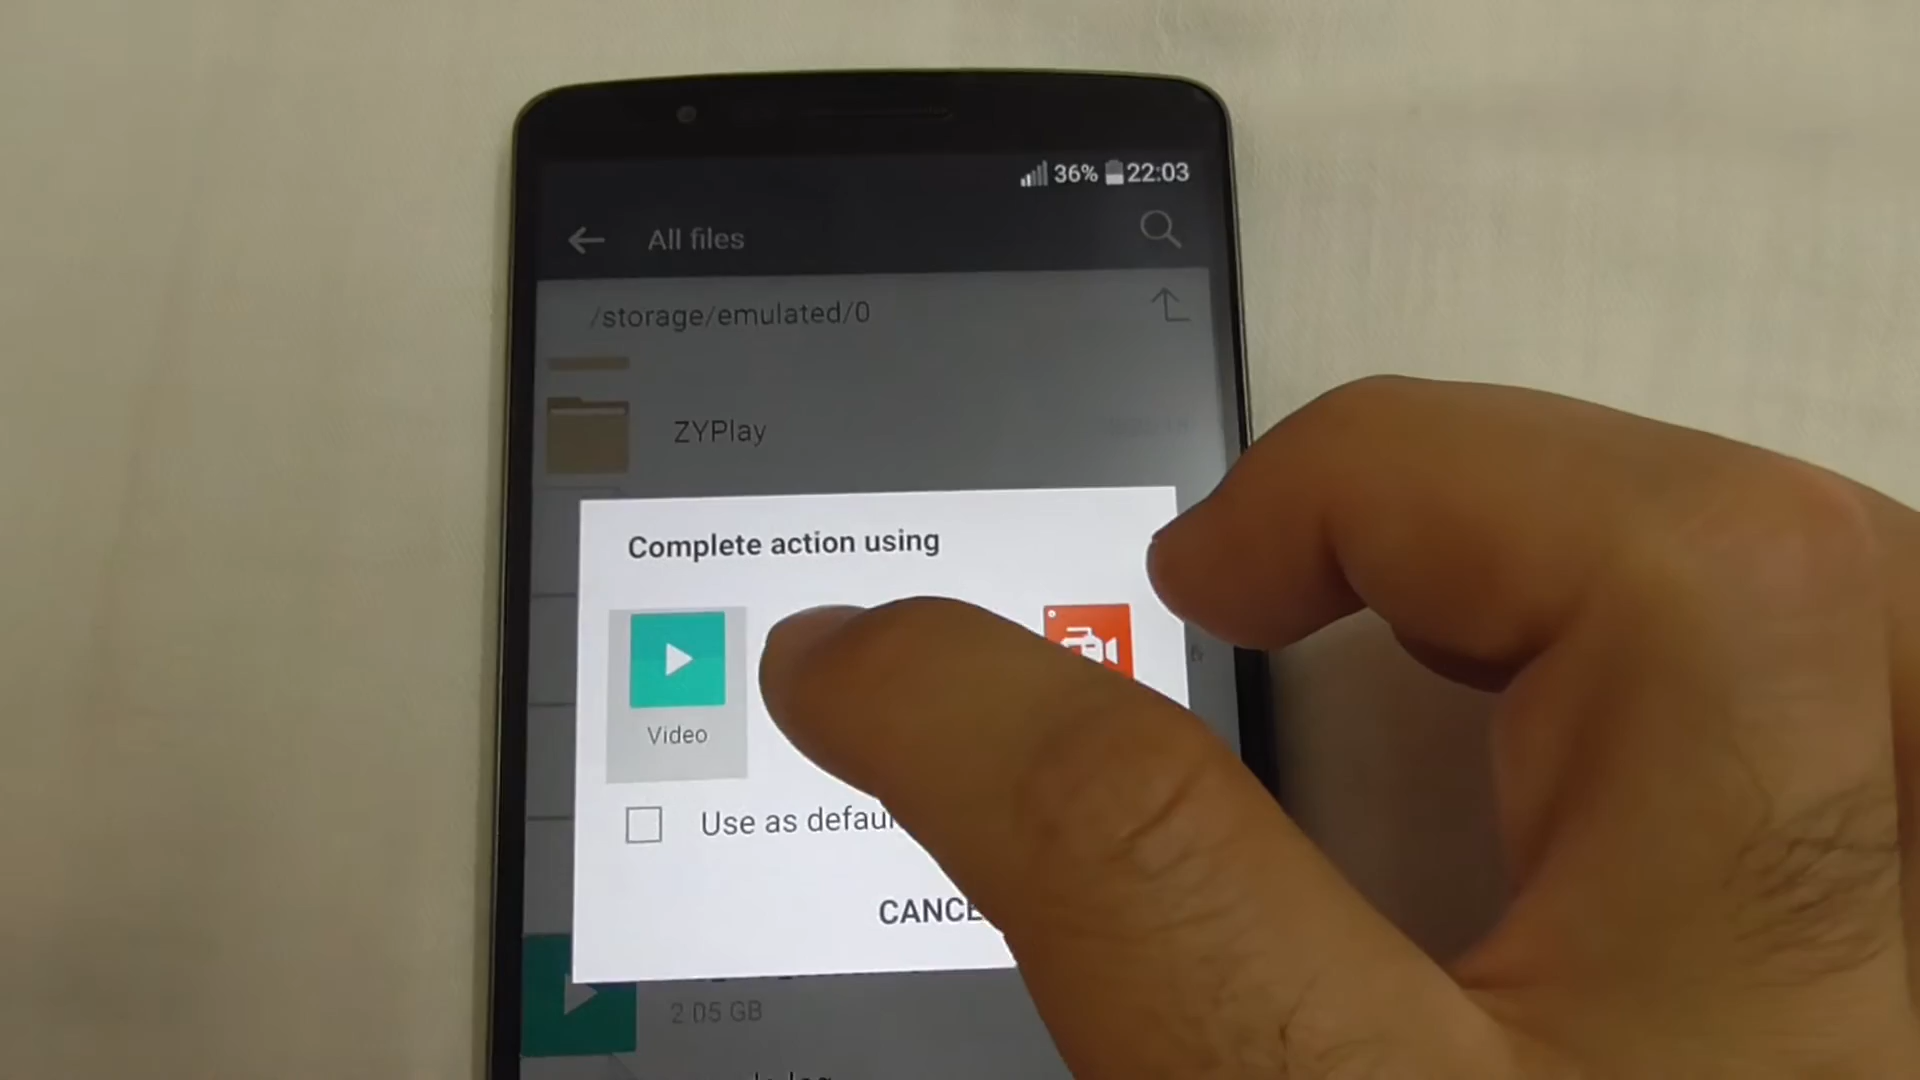 36% 22:03
All files
/storage/emulated/0
ZYPlay
Complete action using
Video
Use as defau
CANCE
2.05 GB